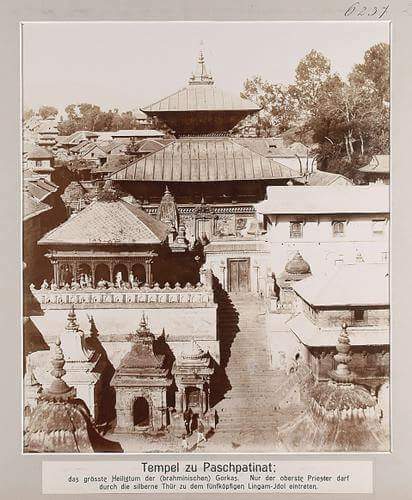 6237
Tempel zu Paschpatinat:
das grösste Heiligtum der (brahminischen) Gorkas. Nur der oberste Priester darf
durch die silberne Thür zu dem fünfköpfigen Lingam-Idol eintreten.